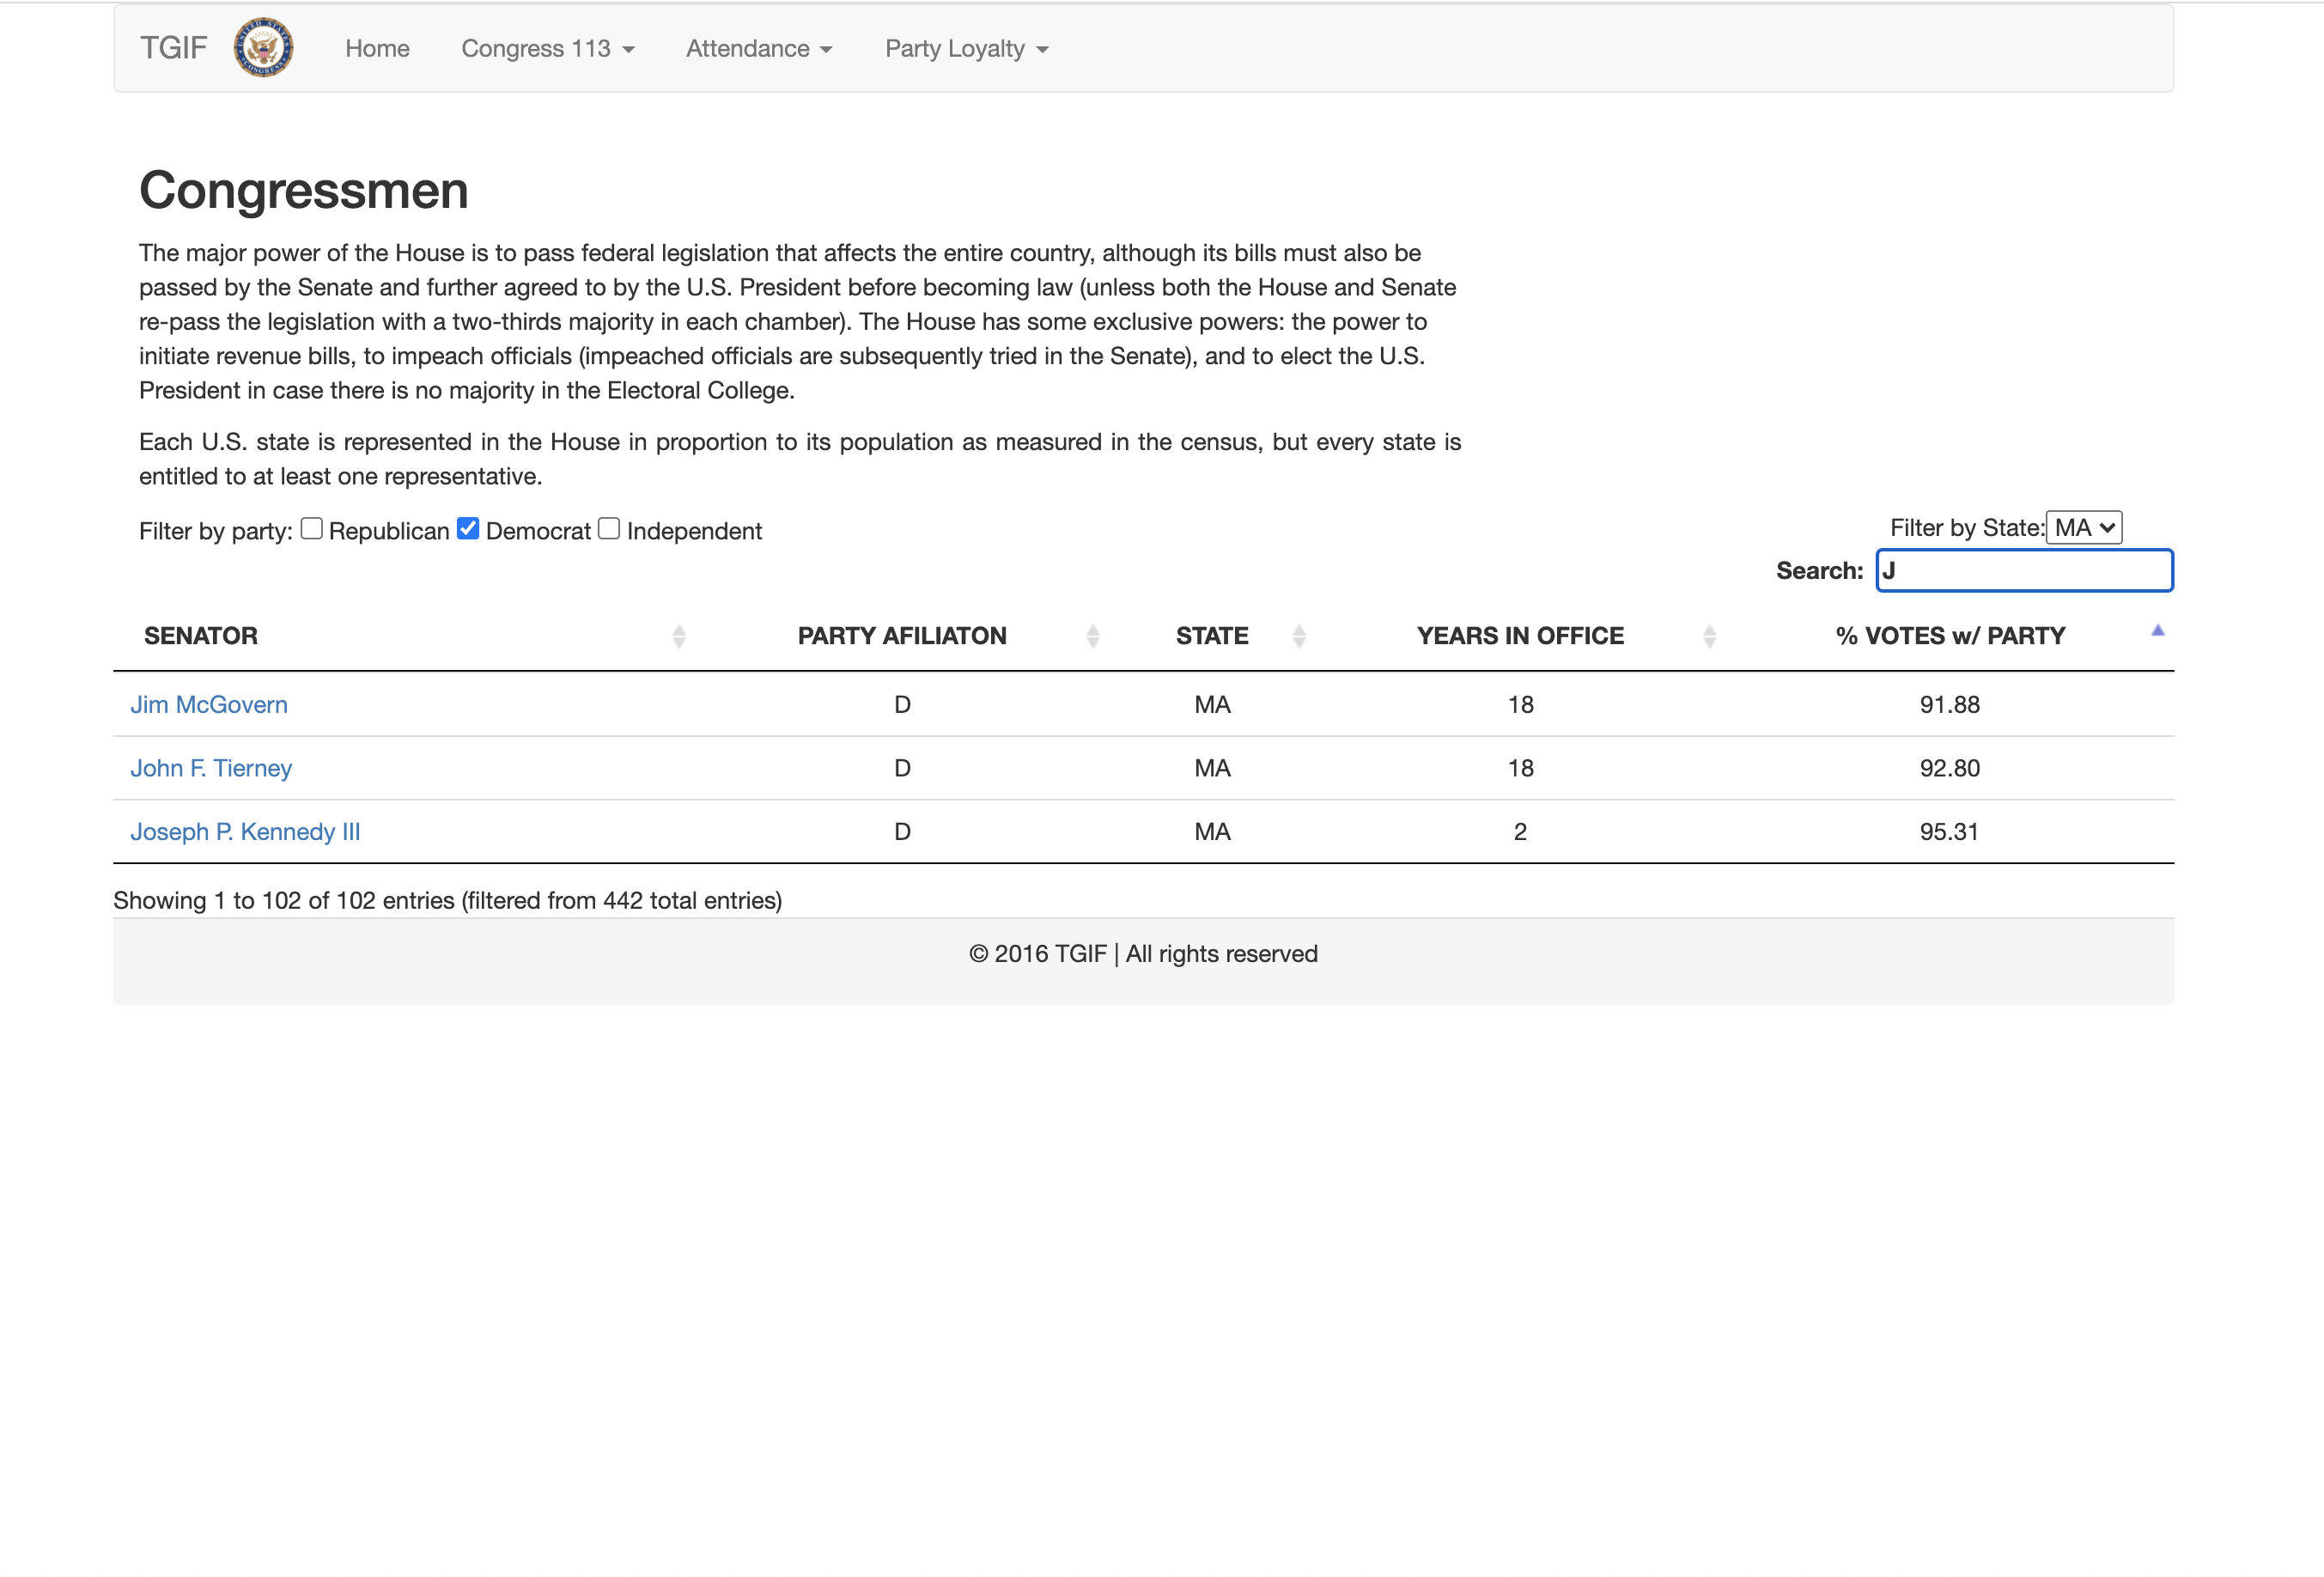 TGIF Home Congress 113 Attendance Party Loyalty
Congressmen
The major power of the House is to pass federal legislation that affects the entire country, although its bills must also be
passed by the Senate and further agreed to by the U.S. President before becoming law (unless both the House and Senate
re-pass the legislation with a two-thirds majority in each chamber). The House has some exclusive powers: the power to
initiate revenue bills, to impeach officials (impeached officials are subsequently tried in the Senate), and to elect the U.S.
President in case there is no majority in the Electoral College.
Each U.S. state is represented in the House in proportion to its population as measured in the census, but every state is
entitled to at least one representative.
Filter by party: Republican Democrat Independent Filter by State: MA
Search: J
SENATOR PARTY AFILIATON STATE YEARS IN OFFICE % VOTES w/ PARTY
Jim McGovern D MA 18 91.88
John F. Tierney D MA 18 92.80
Joseph P. Kennedy III D MA 2 95.31
Showing 1 to 102 of 102 entries (filtered from 442 total entries)
© 2016 TGIF | All rights reserved